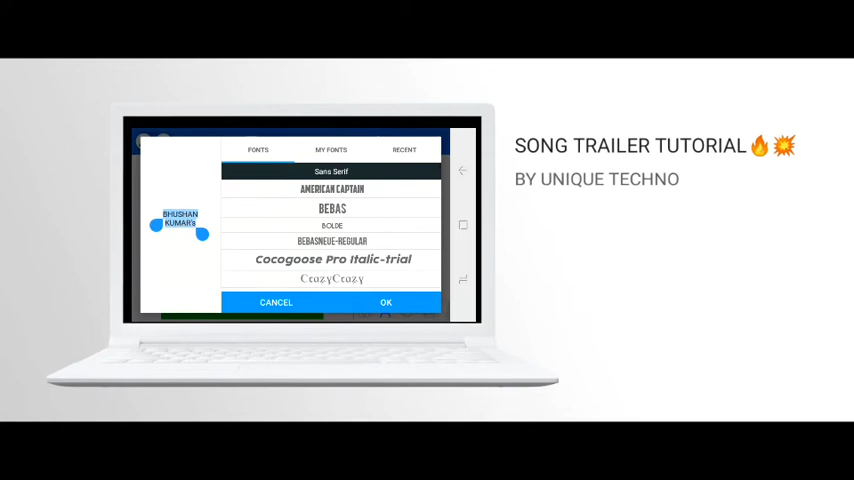 SONG TRAILER TUTORIAL🔥💥
BY UNIQUE TECHNO
FONTS
MY FONTS
RECENT
BHUSHAN
KUMAR's
Sans Serif
AMERICAN CAPTAIN
BEBAS
BOLDE
BEBASNEUE-REGULAR
Cocogoose Pro Italic-trial
CrazyCrazy
CANCEL
OK